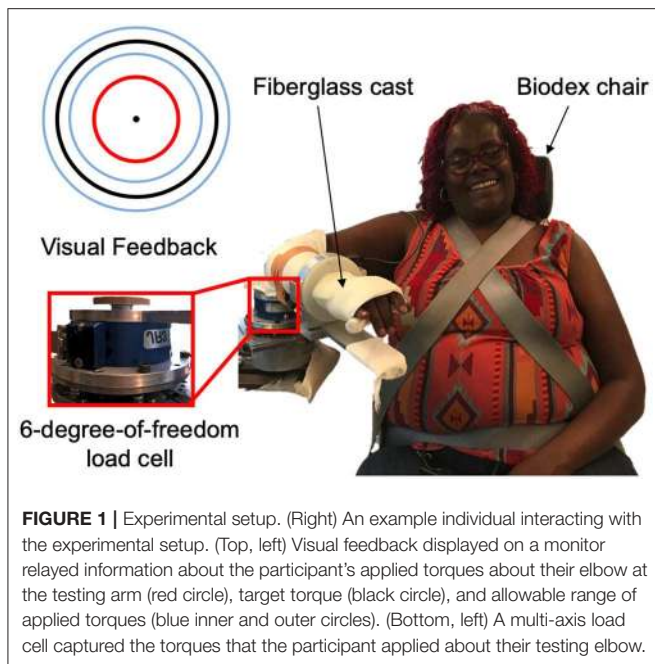 Fiberglass cast
Biodex chair
Visual Feedback
6-degree-of-freedom
load cell
FIGURE 1 | Experimental setup. (Right) An example individual interacting with
the experimental setup. (Top, left) Visual feedback displayed on a monitor
relayed information about the participant's applied torques about their elbow at
the testing arm (red circle), target torque (black circle), and allowable range of
applied torques (blue inner and outer circles). (Bottom, left) A multi-axis load
cell captured the torques that the participant applied about their testing elbow.